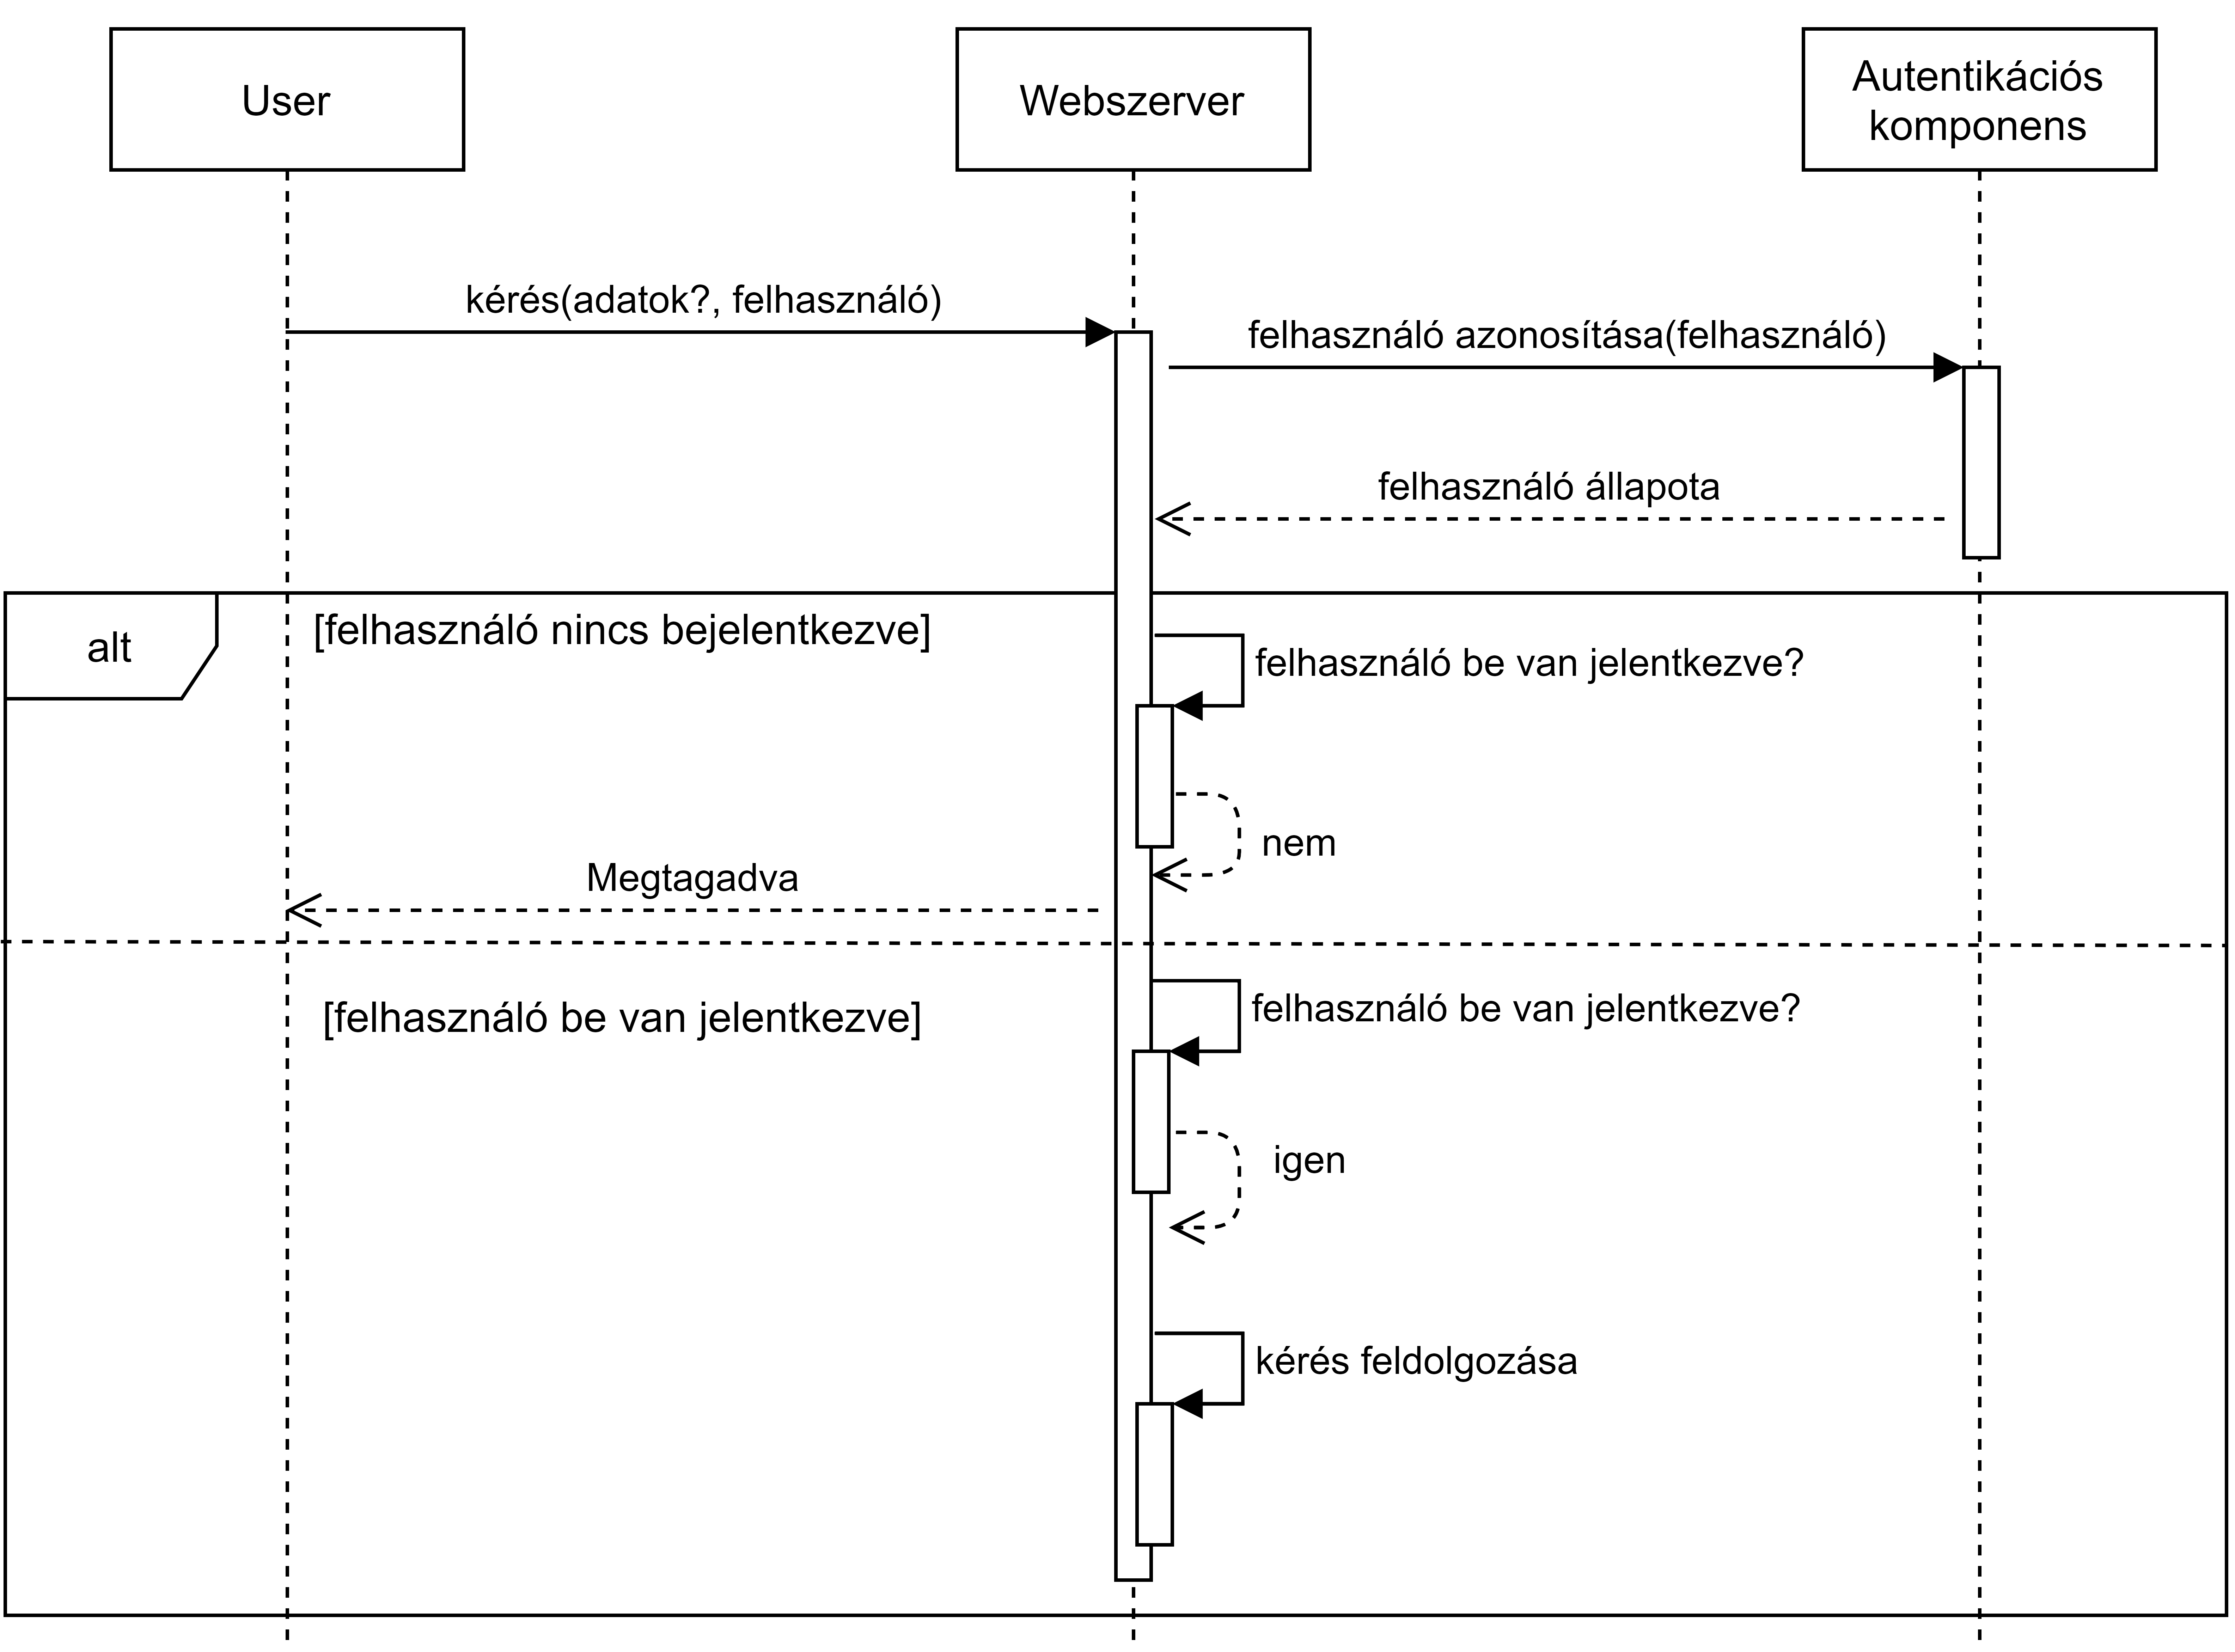 User
Webszerver
Autentikációs
komponens
kérés(adatok?, felhasználó)
felhasználó azonosítása(felhasználó)
felhasználó állapota
alt
[felhasználó nincs bejelentkezve]
felhasználó be van jelentkezve?
nem
Megtagadva
[felhasználó be van jelentkezve]
felhasználó be van jelentkezve?
igen
kérés feldolgozása